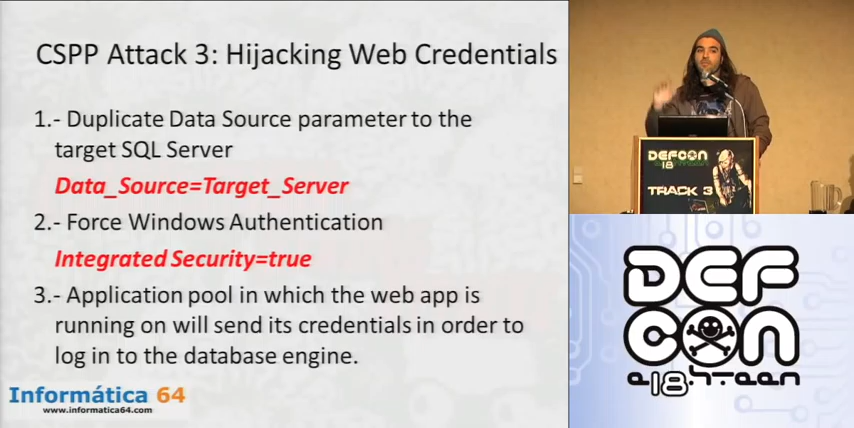 CSPP Attack 3: Hijacking Web Credentials
1.- Duplicate Data Source parameter to the
target SQL Server
Data_Source=Target_Server
2.- Force Windows Authentication
Integrated Security=true
3.- Application pool in which the web app is
running on will send its credentials in order to
log in to the database engine.
Informática 64
www.informatica64.com
DEFCON
18
TRACK 3
DEF
CON
e18.hteen